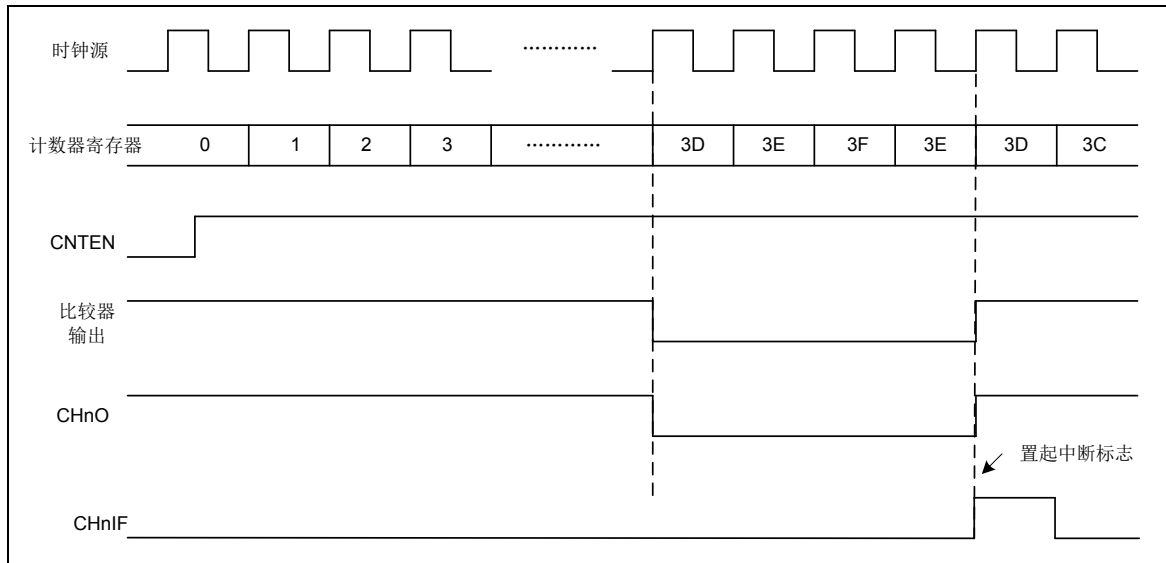 时钟源
…………
计数器寄存器 0 1 2 3 ………… 3D 3E 3F 3E 3D 3C
CNTEN
比较器
输出
CHnO
置起中断标志
CHnIF